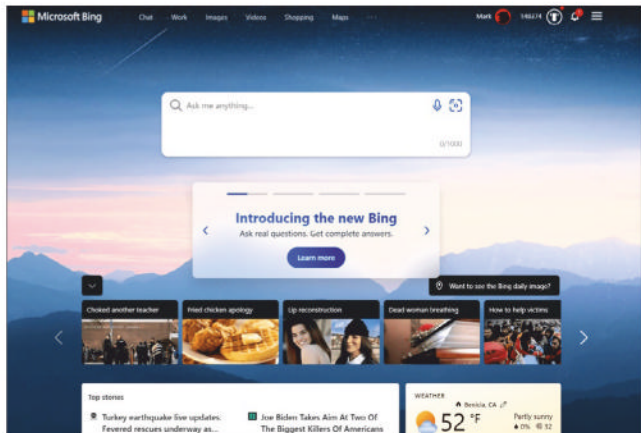 Microsoft Bing
Chat Work Images Videos Shopping Maps ...
Mark
Ask me anything...
0/1000
Introducing the new Bing
Ask real questions. Get complete answers.
Learn more
Want to see the Bing daily image?
Choked another teacher
Fried chicken apology
Lip reconstruction
Dead woman breathing
How to help victims
Top stories
Turkey earthquake live updates:
Fevered rescues underway as...
Joe Biden Takes Aim At Two Of
The Biggest Killers Of Americans
WEATHER
Benicia, CA
52 °F
Partly sunny
0%